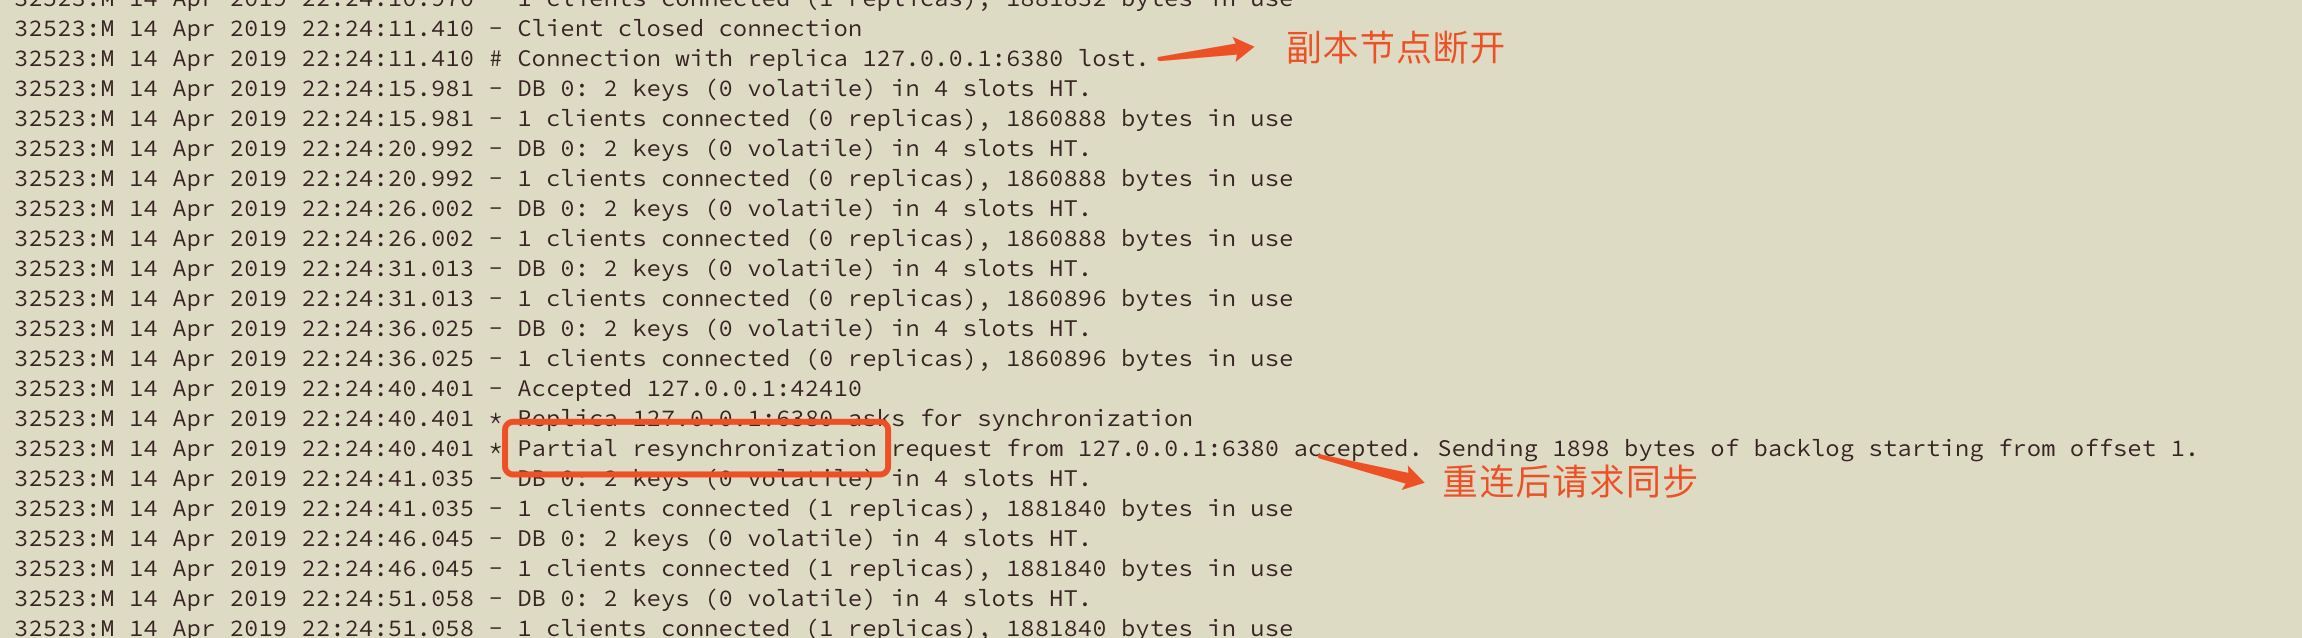 32523:M 14 Apr 2019 22:24:10.970 - 1 clients connected (1 replicas), 1881832 bytes in use
32523:M 14 Apr 2019 22:24:11.410 - Client closed connection
32523:M 14 Apr 2019 22:24:11.410 # Connection with replica 127.0.0.1:6380 lost. 副本节点断开
32523:M 14 Apr 2019 22:24:15.981 - DB 0: 2 keys (0 volatile) in 4 slots HT.
32523:M 14 Apr 2019 22:24:15.981 - 1 clients connected (0 replicas), 1860888 bytes in use
32523:M 14 Apr 2019 22:24:20.992 - DB 0: 2 keys (0 volatile) in 4 slots HT.
32523:M 14 Apr 2019 22:24:20.992 - 1 clients connected (0 replicas), 1860888 bytes in use
32523:M 14 Apr 2019 22:24:26.002 - DB 0: 2 keys (0 volatile) in 4 slots HT.
32523:M 14 Apr 2019 22:24:26.002 - 1 clients connected (0 replicas), 1860888 bytes in use
32523:M 14 Apr 2019 22:24:31.013 - DB 0: 2 keys (0 volatile) in 4 slots HT.
32523:M 14 Apr 2019 22:24:31.013 - 1 clients connected (0 replicas), 1860896 bytes in use
32523:M 14 Apr 2019 22:24:36.025 - DB 0: 2 keys (0 volatile) in 4 slots HT.
32523:M 14 Apr 2019 22:24:36.025 - 1 clients connected (0 replicas), 1860896 bytes in use
32523:M 14 Apr 2019 22:24:40.401 - Accepted 127.0.0.1:42410
32523:M 14 Apr 2019 22:24:40.401 * Replica 127.0.0.1:6380 asks for synchronization
32523:M 14 Apr 2019 22:24:40.401 * Partial resynchronization request from 127.0.0.1:6380 accepted. Sending 1898 bytes of backlog starting from offset 1.
32523:M 14 Apr 2019 22:24:41.035 - DB 0: 2 keys (0 volatile) in 4 slots HT. 重连后请求同步
32523:M 14 Apr 2019 22:24:41.035 - 1 clients connected (1 replicas), 1881840 bytes in use
32523:M 14 Apr 2019 22:24:46.045 - DB 0: 2 keys (0 volatile) in 4 slots HT.
32523:M 14 Apr 2019 22:24:46.045 - 1 clients connected (1 replicas), 1881840 bytes in use
32523:M 14 Apr 2019 22:24:51.058 - DB 0: 2 keys (0 volatile) in 4 slots HT.
32523:M 14 Apr 2019 22:24:51.058 - 1 clients connected (1 replicas), 1881840 bytes in use